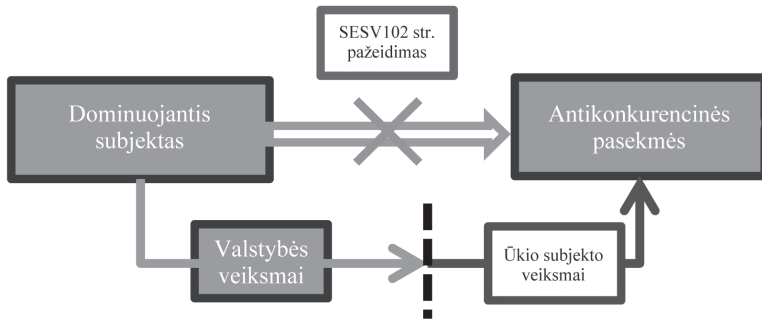 SESV102 str.
pažeidimas
Dominuojantis
subjektas
Antikonkurencinės
pasekmės
Valstybės
veiksmai
Ūkio subjekto
veiksmai